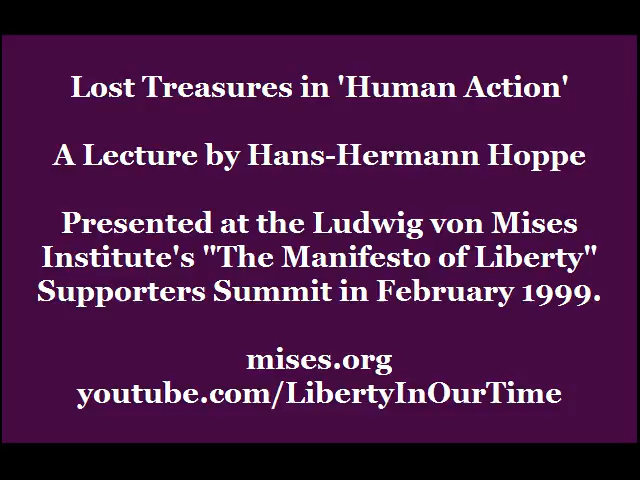 Lost Treasures in 'Human Action'
A Lecture by Hans-Hermann Hoppe
Presented at the Ludwig von Mises
Institute's "The Manifesto of Liberty"
Supporters Summit in February 1999.
mises.org
youtube.com/LibertyInOurTime